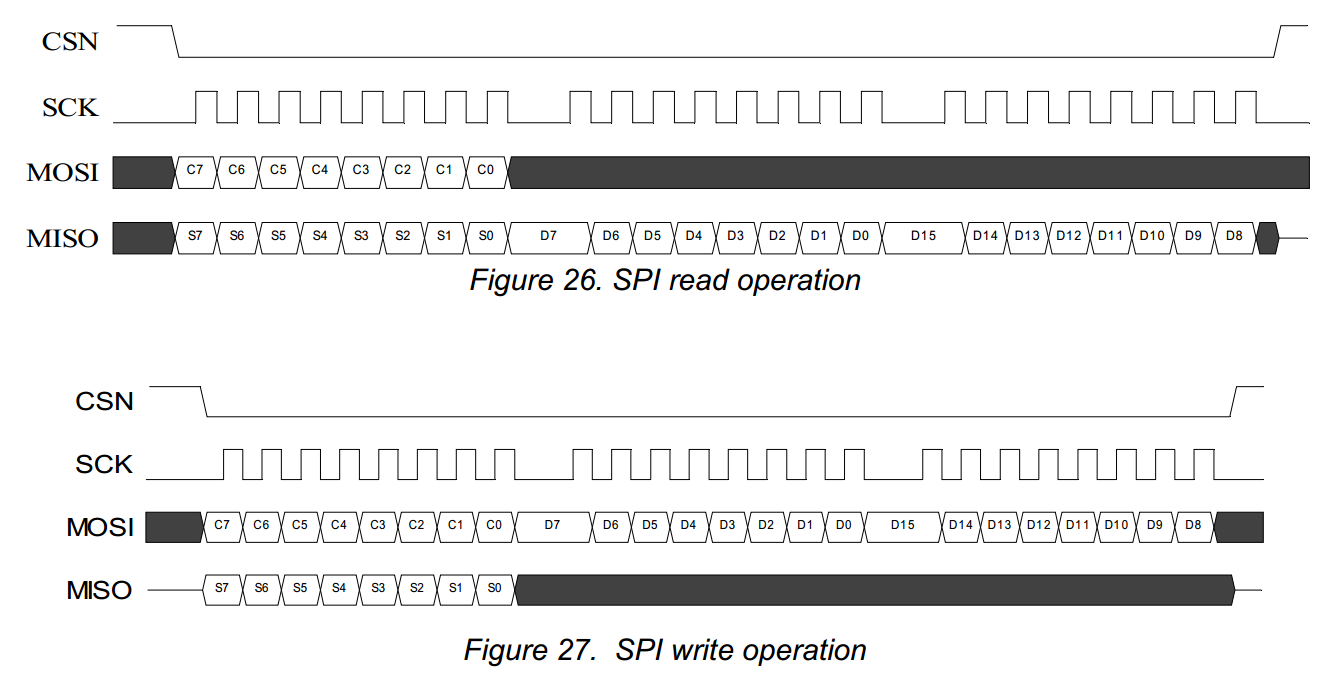 CSN
SCK
MOSI C7 C6 C5 C4 C3 C2 C1 C0
MISO S7 S6 S5 S4 S3 S2 S1 S0 D7 D6 D5 D4 D3 D2 D1 D0 D15 D14 D13 D12 D11 D10 D9 D8
Figure 26. SPI read operation
CSN
SCK
MOSI C7 C6 C5 C4 C3 C2 C1 C0 D7 D6 D5 D4 D3 D2 D1 D0 D15 D14 D13 D12 D11 D10 D9 D8
MISO S7 S6 S5 S4 S3 S2 S1 S0
Figure 27. SPI write operation